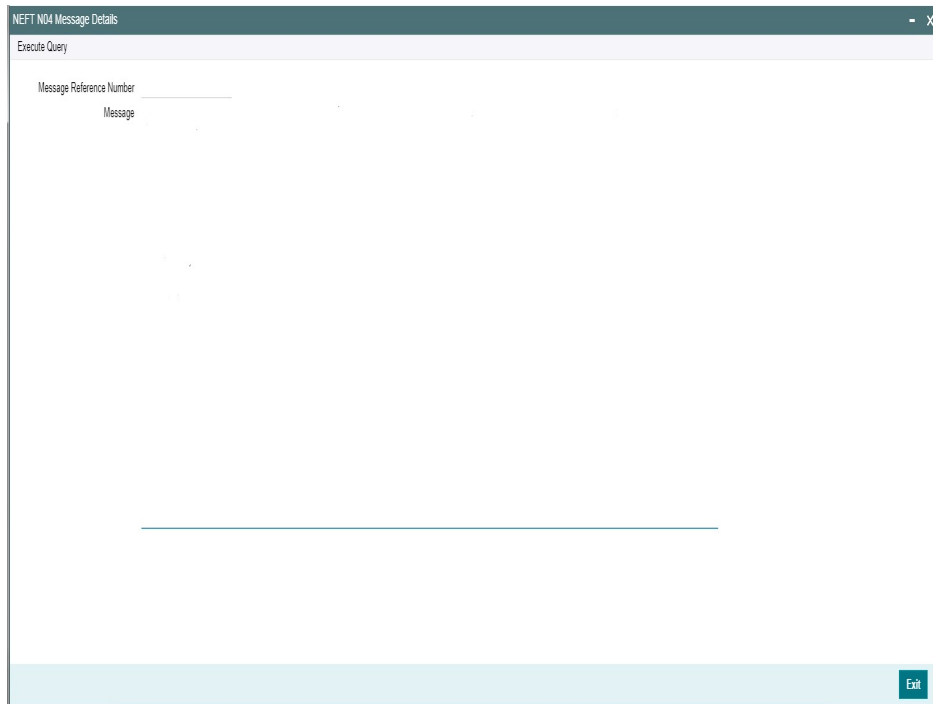 NEFT N04 Message Details - X
Execute Query
Message Reference Number
Message
Exit